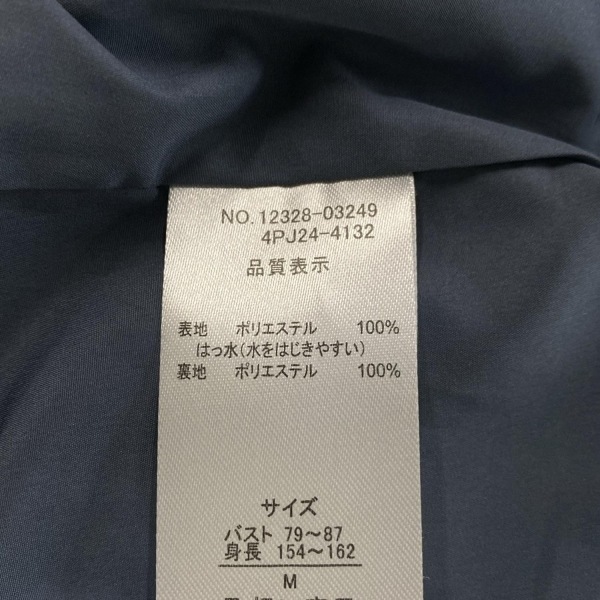 NO.12328-03249
4PJ24-4132
品質表示
表地 ポリエステル 100%
はっ水(水をはじきやすい)
裏地 ポリエステル 100%
サイズ
バスト 79～87
身長 154～162
M